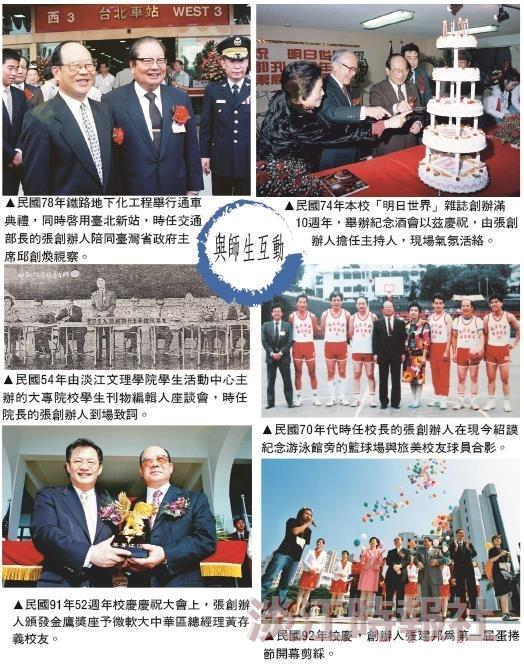 西3 台北車站 WEST 3
▲民國78年鐵路地下化工程舉行通車
典禮，同時啓用臺北新站，時任交通
部長的張創辦人陪同臺灣省政府主
席邱創煥視察。
▲民國74年本校「明日世界」雜誌創辦滿
10週年，舉辦紀念酒會以茲慶祝，由張創
辦人擔任主持人，現場氣氛活絡。
與師生互動
▲民國54年由淡江文理學院學生活動中心主
辦的大專院校學生刊物編輯人座談會，時任
院長的張創辦人到場致詞。
▲民國70年代時任校長的張創辦人在現今紹謨
紀念游泳館旁的籃球場與旅美校友球員合影。
▲民國91年52週年校慶慶祝大會上，張創辦
人頒發金鷹獎座予微軟大中華區總經理黃存
義校友。
▲民國92年校慶，創辦人張建邦為第一屆蛋捲
節開幕剪綵。
淡江時報社